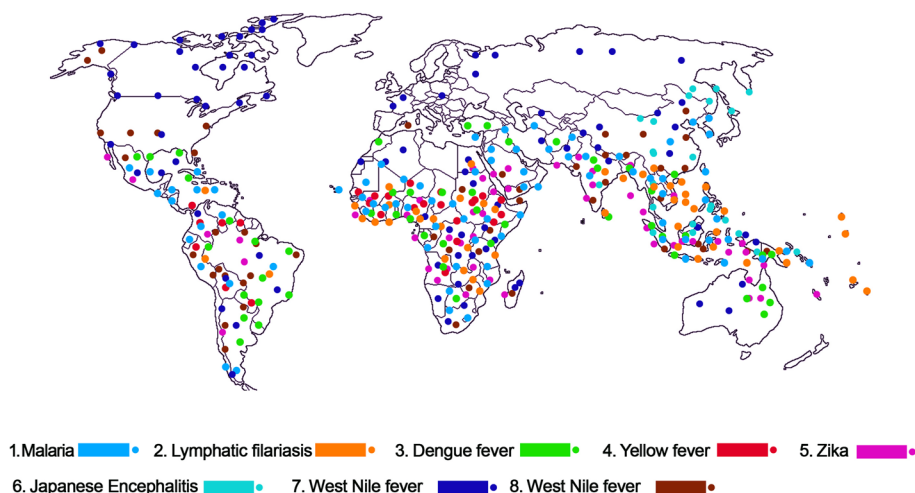 1.Malaria 2. Lymphatic filariasis 3. Dengue fever 4. Yellow fever 5. Zika
6. Japanese Encephalitis 7. West Nile fever 8. West Nile fever